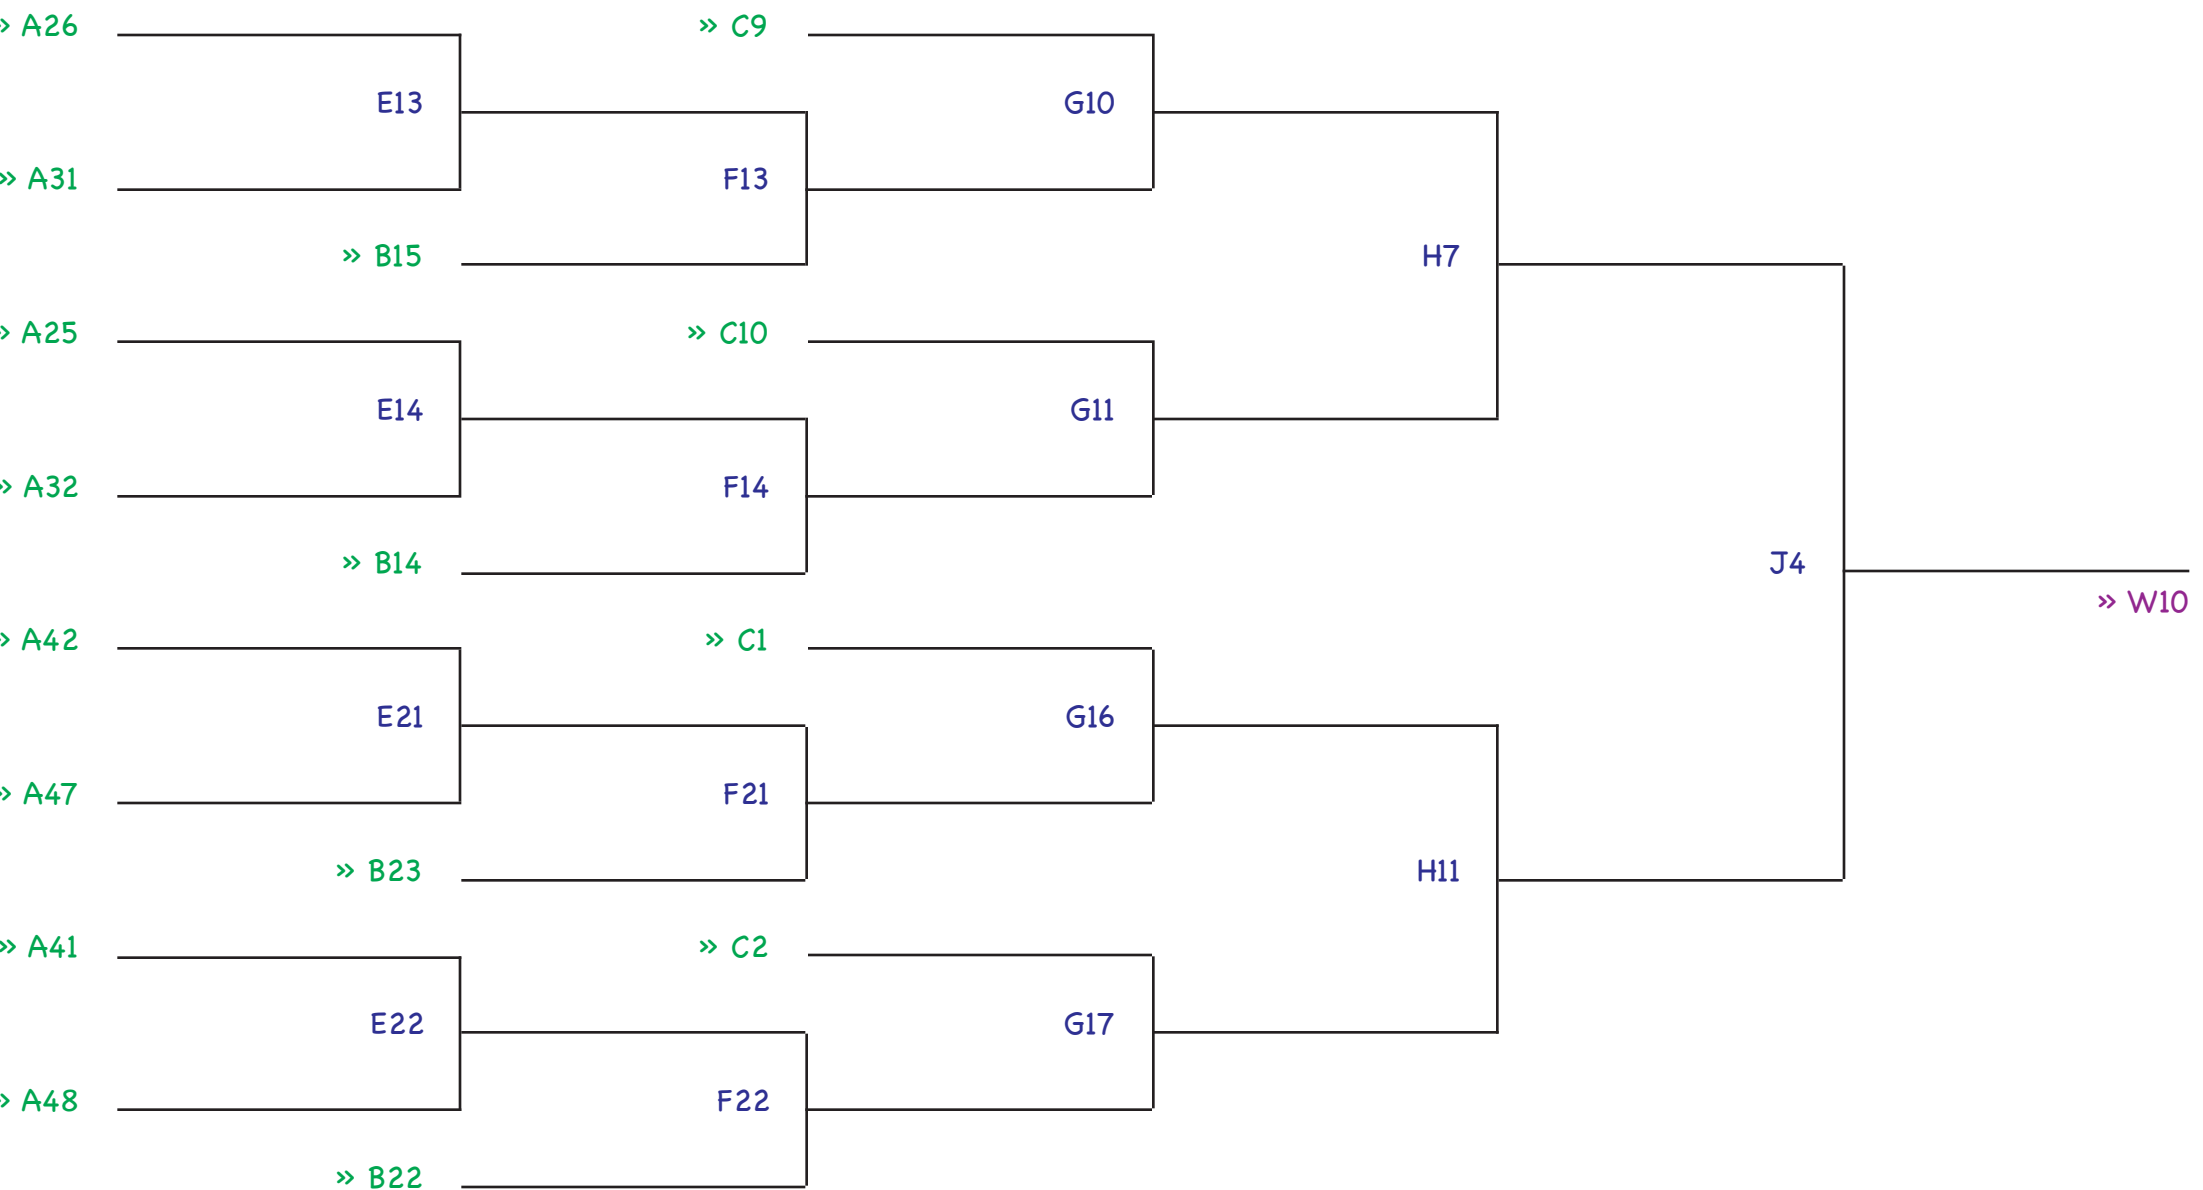 » A26 » C9
E13 G10
» A31 F13
» B15 H7
» A25 » C10
E14 G11
» A32 F14
» B14 J4
» W10
» A42 » C1
E21 G16
» A47 F21
» B23 H11
» A41 » C2
E22 G17
» A48 F22
» B22